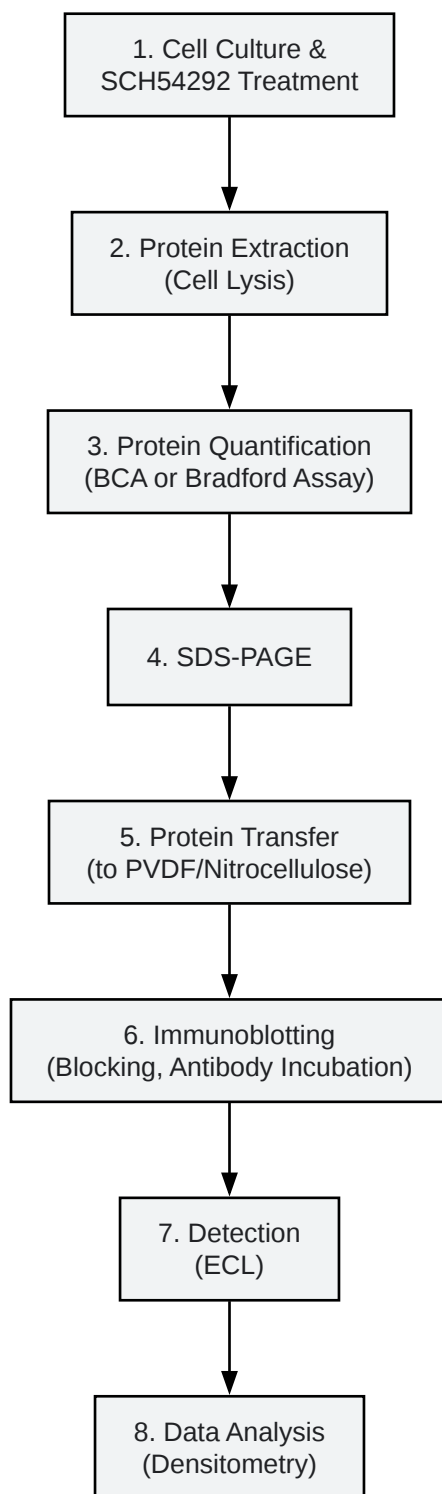 1. Cell Culture &
SCH54292 Treatment
2. Protein Extraction
(Cell Lysis)
3. Protein Quantification
(BCA or Bradford Assay)
4. SDS-PAGE
5. Protein Transfer
(to PVDF/Nitrocellulose)
6. Immunoblotting
(Blocking, Antibody Incubation)
7. Detection
(ECL)
8. Data Analysis
(Densitometry)